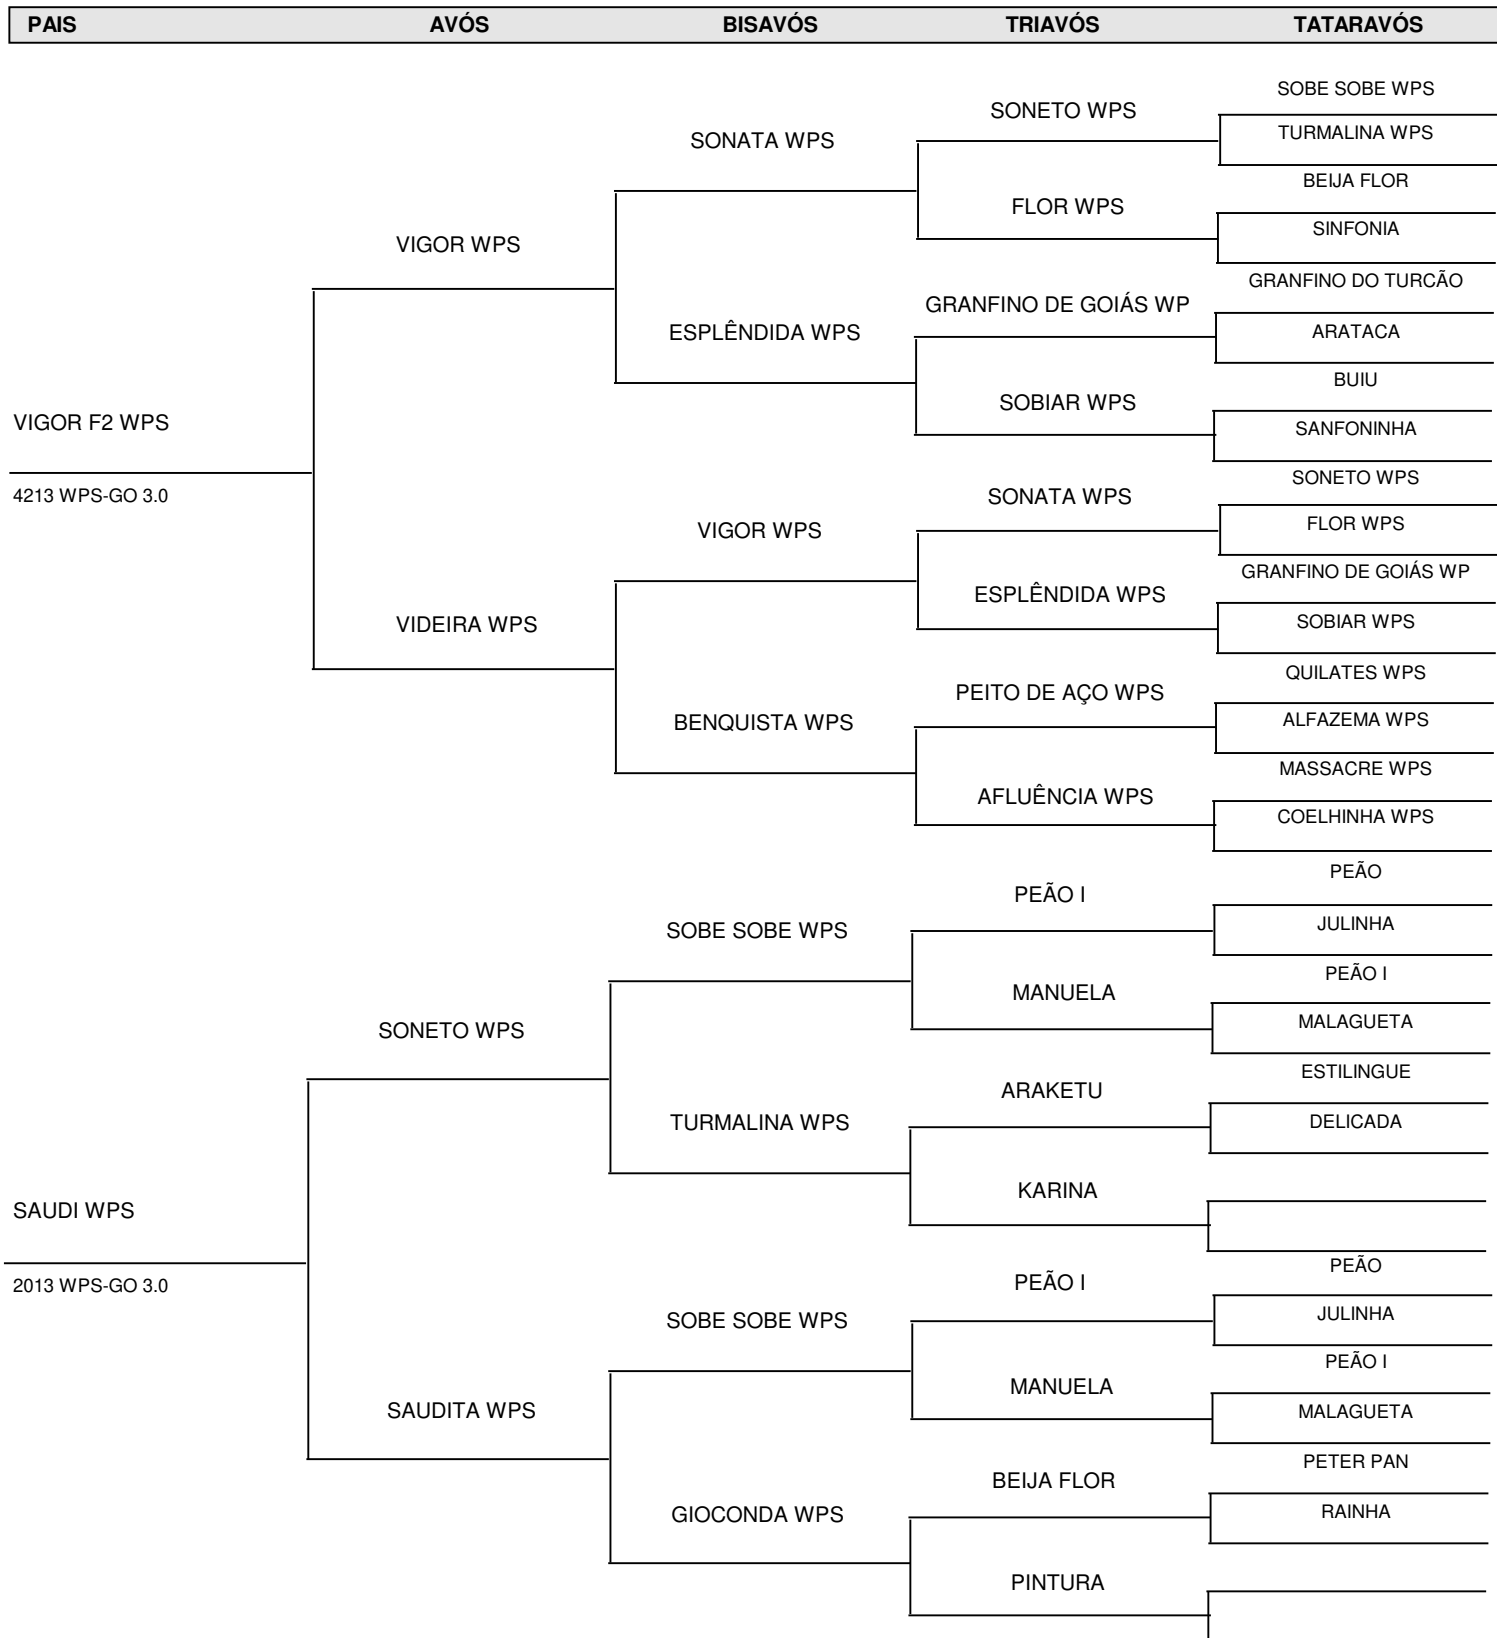 PAIS AVÓS BISAVÓS TRIAVÓS TATARAVÓS
SOBE SOBE WPS
SONETO WPS
TURMALINA WPS
SONATA WPS
BEIJA FLOR
FLOR WPS
SINFONIA
VIGOR WPS
GRANFINO DO TURCÃO
GRANFINO DE GOIÁS WP
ARATACA
ESPLÊNDIDA WPS
BUIU
SOBIAR WPS
VIGOR F2 WPS
SANFONINHA
SONETO WPS
4213 WPS-GO 3.0
SONATA WPS
FLOR WPS
VIGOR WPS
GRANFINO DE GOIÁS WP
ESPLÊNDIDA WPS
SOBIAR WPS
VIDEIRA WPS
QUILATES WPS
PEITO DE AÇO WPS
ALFAZEMA WPS
BENQUISTA WPS
MASSACRE WPS
AFLUÊNCIA WPS
COELHINHA WPS
PEÃO
PEÃO I
JULINHA
SOBE SOBE WPS
PEÃO I
MANUELA
MALAGUETA
SONETO WPS
ESTILINGUE
ARAKETU
DELICADA
TURMALINA WPS
KARINA
SAUDI WPS
PEÃO
2013 WPS-GO 3.0
PEÃO I
JULINHA
SOBE SOBE WPS
PEÃO I
MANUELA
SAUDITA WPS
MALAGUETA
PETER PAN
BEIJA FLOR
RAINHA
GIOCONDA WPS
PINTURA